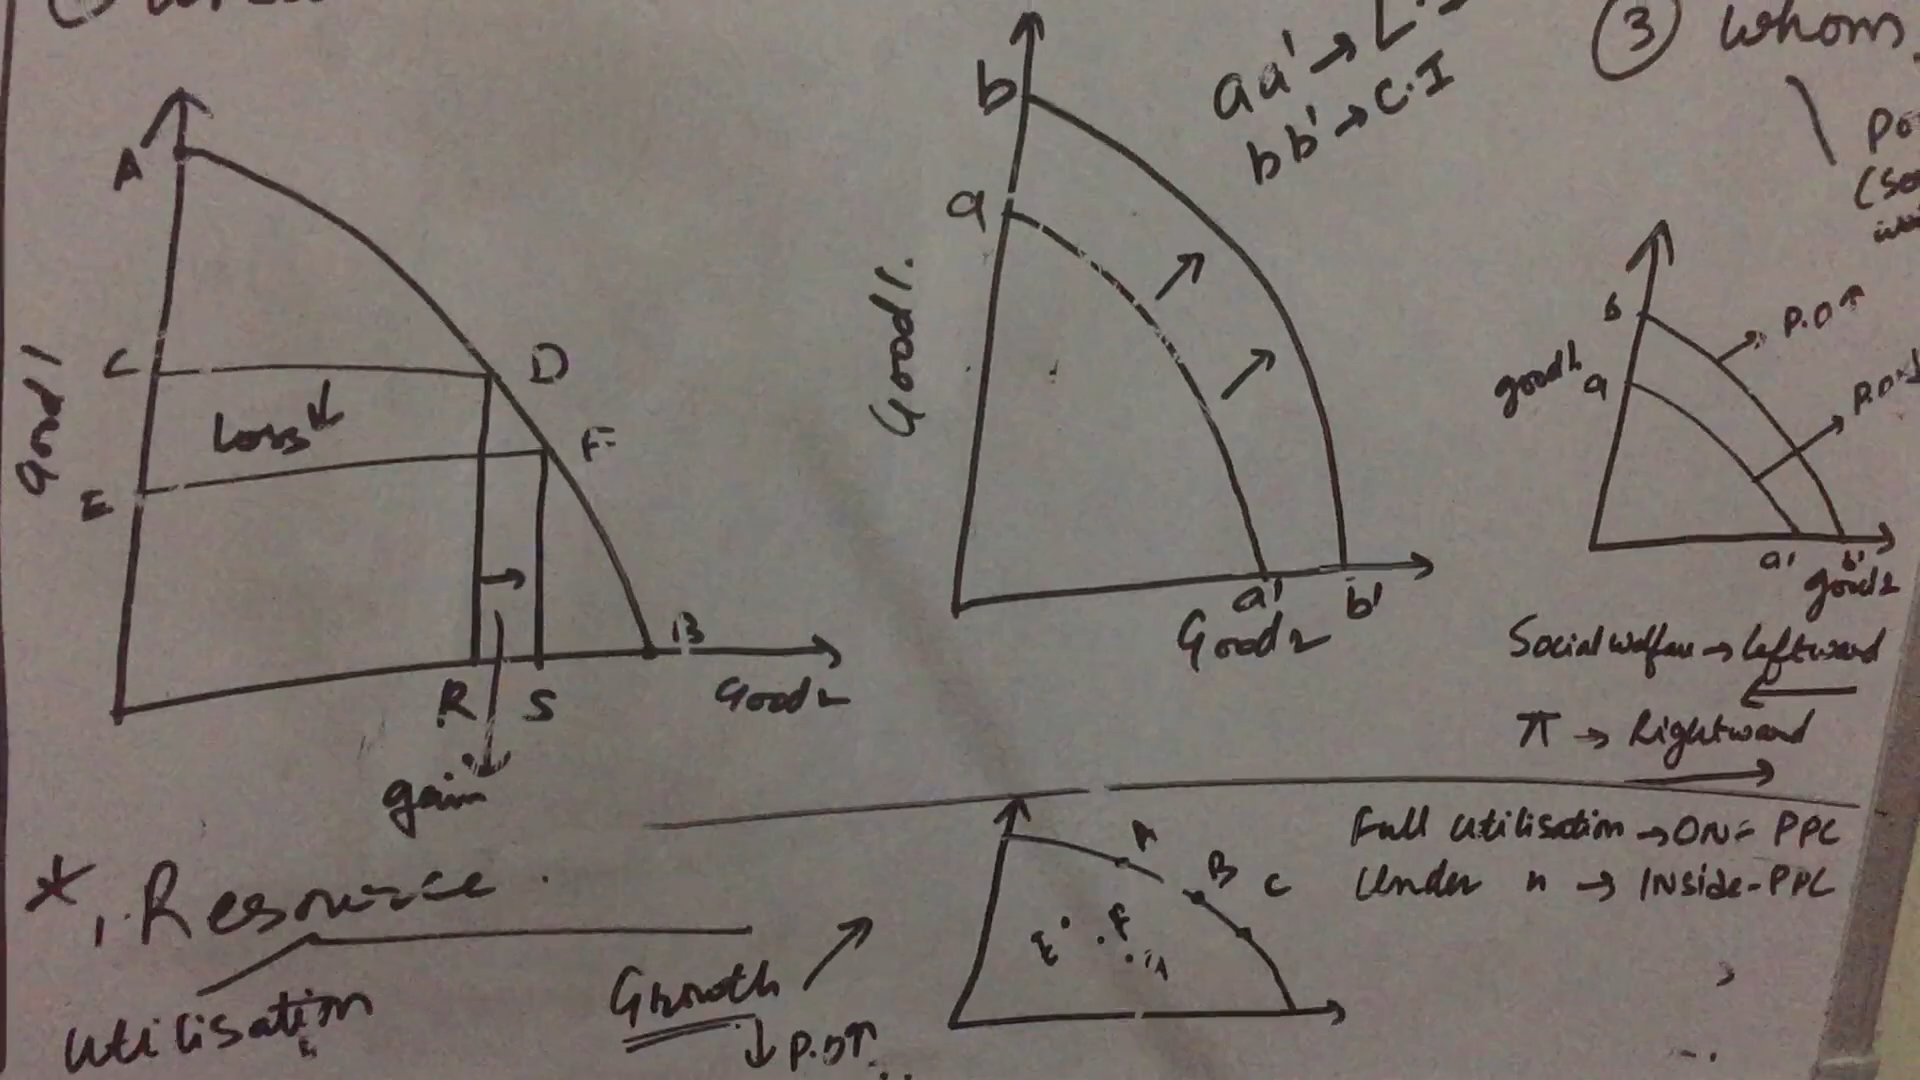 ③ Whom
A
Good 1
C
D
Loss ↓
E
F
B
R
S
Good 2
gain
b
a
Good 1.
aa' →
bb' → C.I
a'
b'
Good 2
b
good 1
a
P.O ↑
P.O ↓
a'
b'
good 2
Social welfare → Leftward
π → Rightward
Full utilisation → ON - PPC
Under " → INside - PPC
A
B
C
E
F
*, Resource
utilisation
Growth
↓ P.O ↑